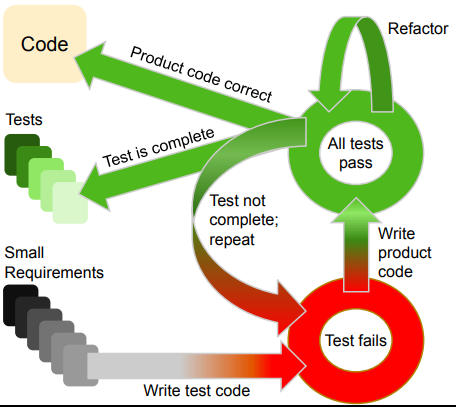 Code
Product code correct
Refactor
Tests
Test is complete
All tests
pass
Test not
complete;
repeat
Small
Requirements
Write
product
code
Test fails
Write test code